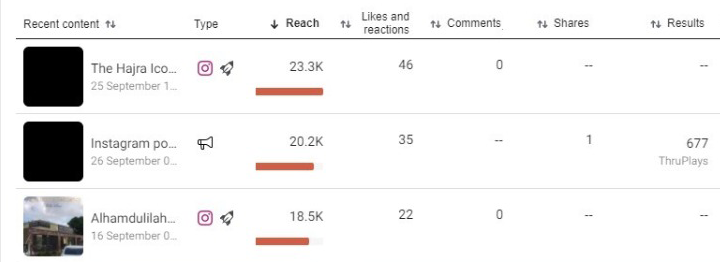 Recent content Type Reach Likes and reactions Comments Shares Results
The Hajra Ico... 23.3K 46 0 -- --
25 September 1...
Instagram po... 20.2K 35 -- 1 677
26 September 0... ThruPlays
Alhamdulilah... 18.5K 22 0 -- --
16 September 0...